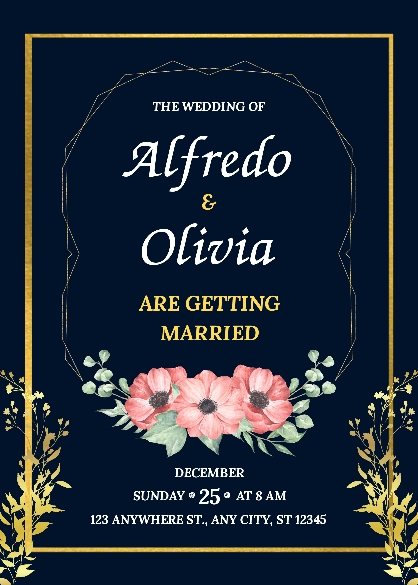 THE WEDDING OF
Alfredo
&
Olivia
ARE GETTING
MARRIED
DECEMBER
SUNDAY 25 AT 8 AM
123 ANYWHERE ST., ANY CITY, ST 12345